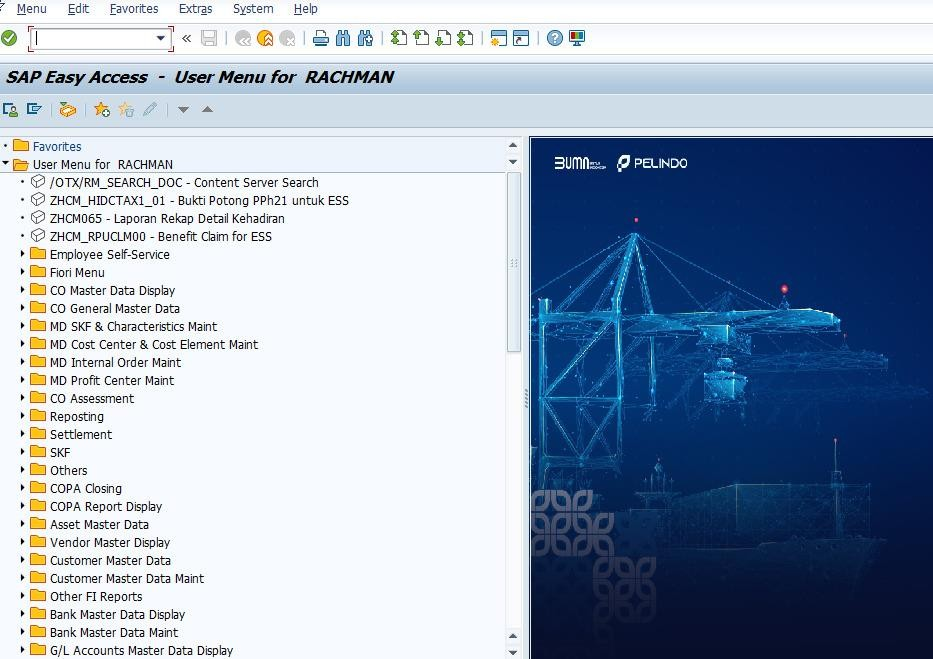 Menu Edit Favorites Extras System Help
SAP Easy Access - User Menu for RACHMAN
Favorites
User Menu for RACHMAN
/OTX/RM_SEARCH_DOC - Content Server Search
ZHCM_HIDCTAX1_01 - Bukti Potong PPh21 untuk ESS
ZHCM065 - Laporan Rekap Detail Kehadiran
ZHCM_RPUCLM00 - Benefit Claim for ESS
Employee Self-Service
Fiori Menu
CO Master Data Display
CO General Master Data
MD SKF & Characteristics Maint
MD Cost Center & Cost Element Maint
MD Internal Order Maint
MD Profit Center Maint
CO Assessment
Reporting
Settlement
SKF
Others
COPA Closing
COPA Report Display
Asset Master Data
Vendor Master Display
Customer Master Data
Customer Master Data Maint
Other FI Reports
Bank Master Data Display
Bank Master Data Maint
G/L Accounts Master Data Display
BUMN PELINDO